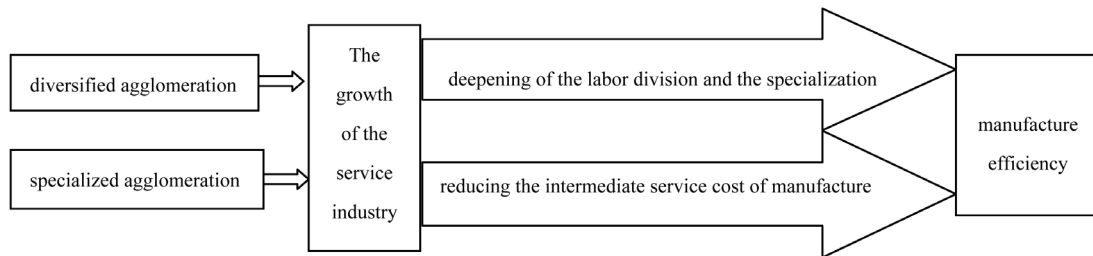 diversified agglomeration
specialized agglomeration
The
growth
of the
service
industry
deepening of the labor division and the specialization
reducing the intermediate service cost of manufacture
manufacture
efficiency